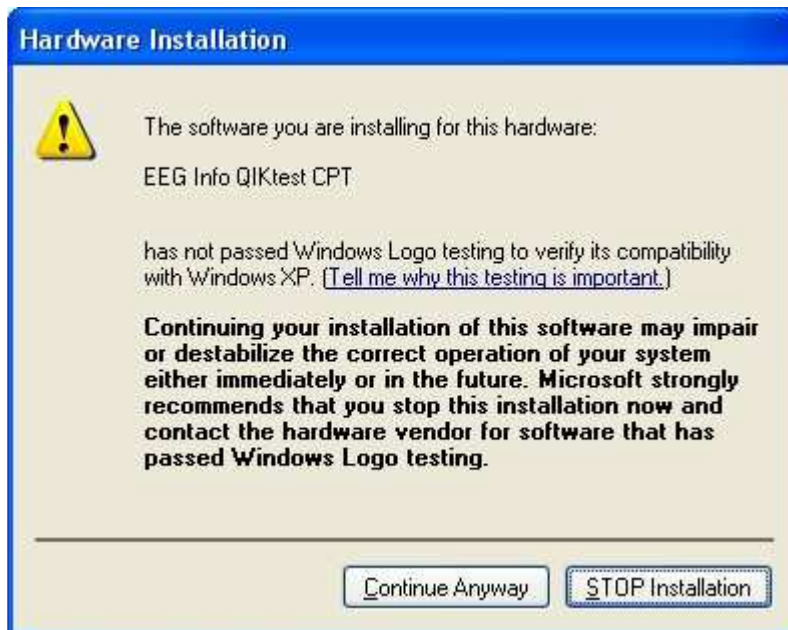 Hardware Installation
The software you are installing for this hardware:
EEG Info QIKtest CPT
has not passed Windows Logo testing to verify its compatibility
with Windows XP. (Tell me why this testing is important.)
Continuing your installation of this software may impair
or destabilize the correct operation of your system
either immediately or in the future. Microsoft strongly
recommends that you stop this installation now and
contact the hardware vendor for software that has
passed Windows Logo testing.
Continue Anyway
STOP Installation